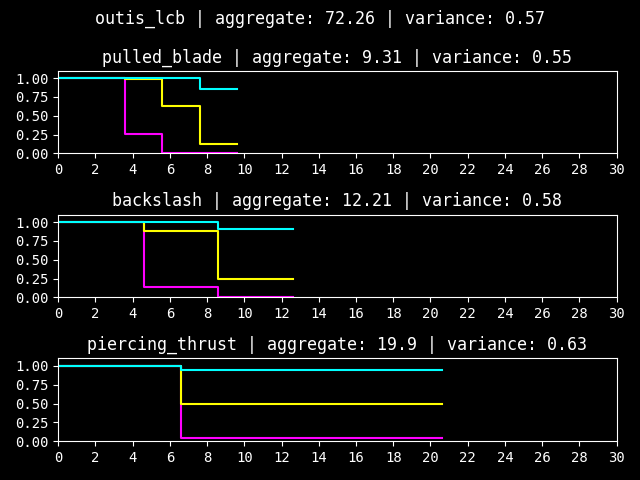 outis_lcb | aggregate: 72.26 | variance: 0.57
pulled_blade | aggregate: 9.31 | variance: 0.55
1.00
0.75
0.50
0.25
0.00
0 2 4 6 8 10 12 14 16 18 20 22 24 26 28 30
backslash | aggregate: 12.21 | variance: 0.58
1.00
0.75
0.50
0.25
0.00
0 2 4 6 8 10 12 14 16 18 20 22 24 26 28 30
piercing_thrust | aggregate: 19.9 | variance: 0.63
1.00
0.75
0.50
0.25
0.00
0 2 4 6 8 10 12 14 16 18 20 22 24 26 28 30